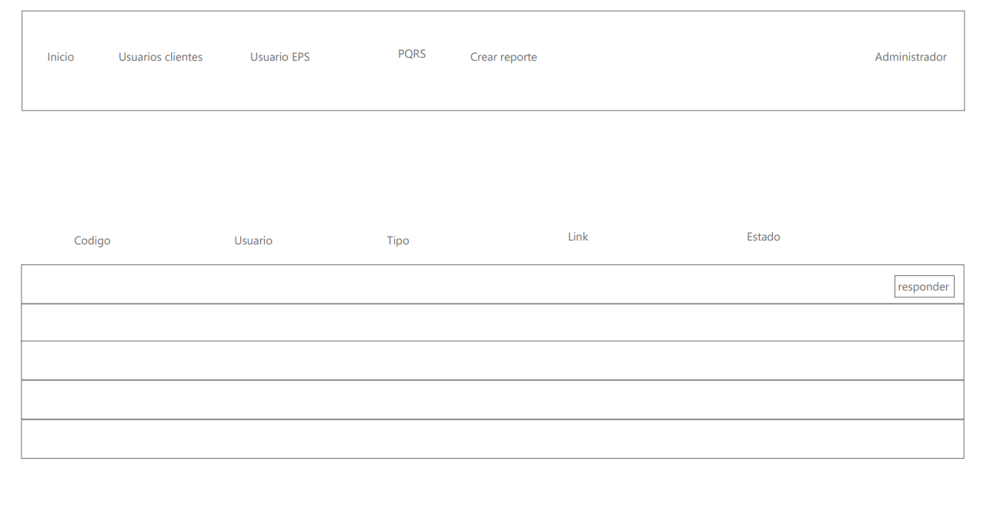 Inicio Usuarios clientes Usuario EPS PQRS Crear reporte Administrador
Codigo Usuario Tipo Link Estado
responder